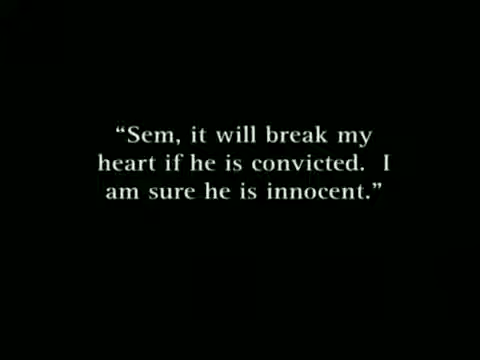 “Sem, it will break my
heart if he is convicted. I
am sure he is innocent.”